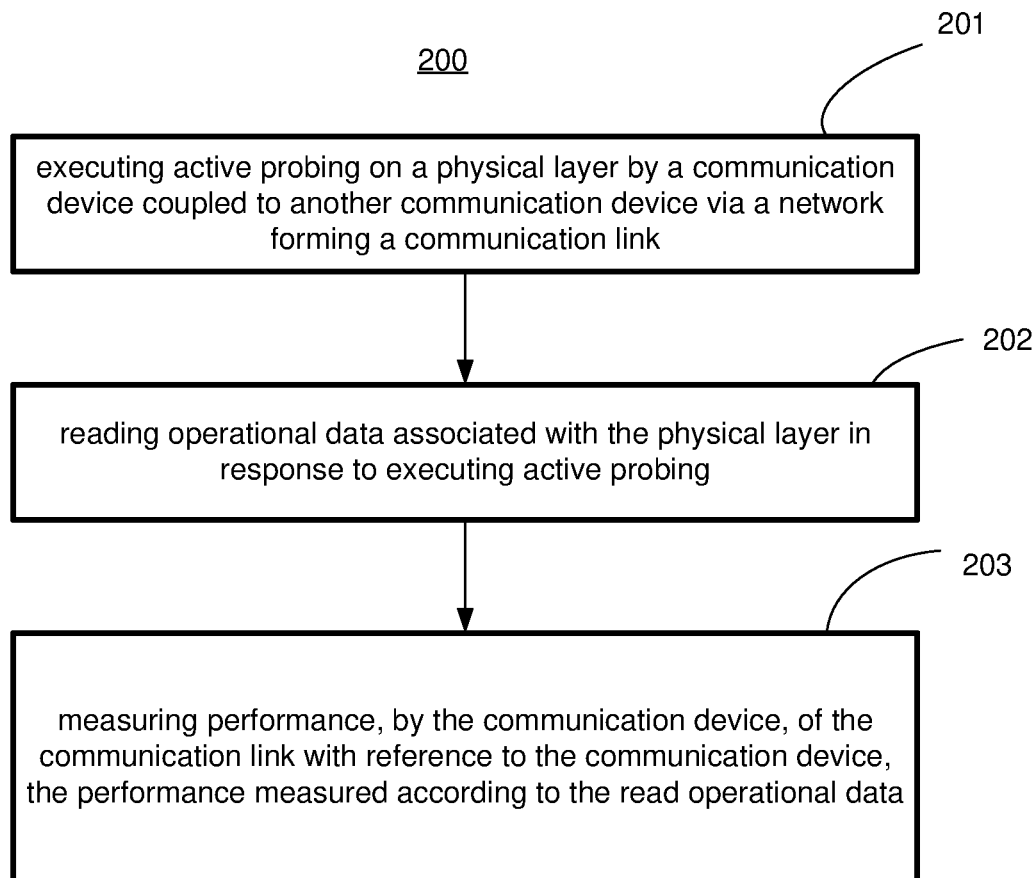 201
200
executing active probing on a physical layer by a communication
device coupled to another communication device via a network
forming a communication link
202
reading operational data associated with the physical layer in
response to executing active probing
203
measuring performance, by the communication device, of the
communication link with reference to the communication device,
the performance measured according to the read operational data